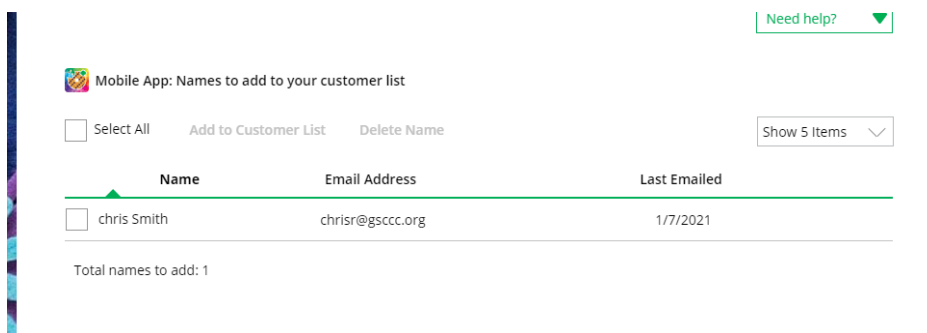 Need help?
Mobile App: Names to add to your customer list
Select All Add to Customer List Delete Name Show 5 Items
Name Email Address Last Emailed
chris Smith chrisr@gsccc.org 1/7/2021
Total names to add: 1